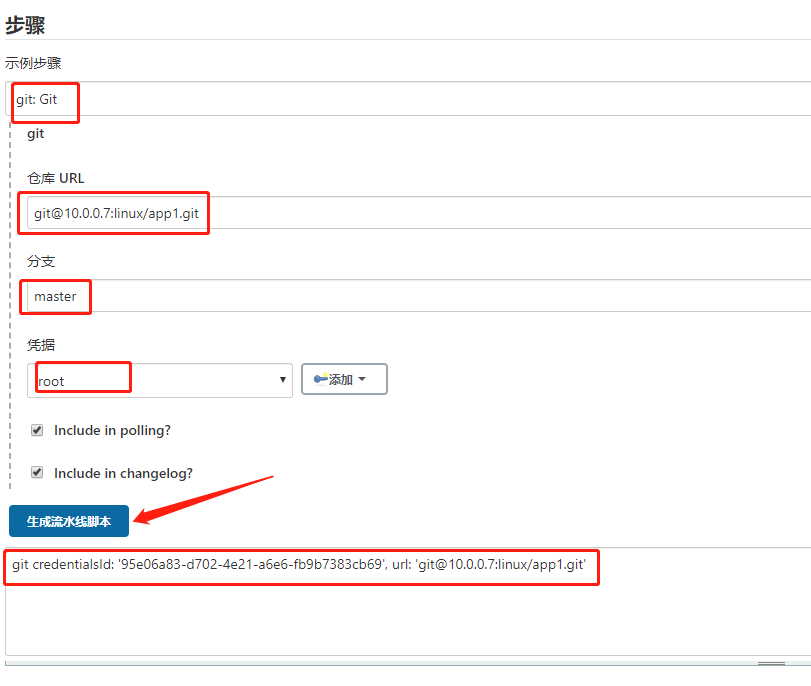 步骤
示例步骤
git: Git
git
仓库 URL
git@10.0.0.7:linux/app1.git
分支
master
凭据
root
添加
Include in polling?
Include in changelog?
生成流水线脚本
git credentialsId: '95e06a83-d702-4e21-a6e6-fb9b7383cb69', url: 'git@10.0.0.7:linux/app1.git'